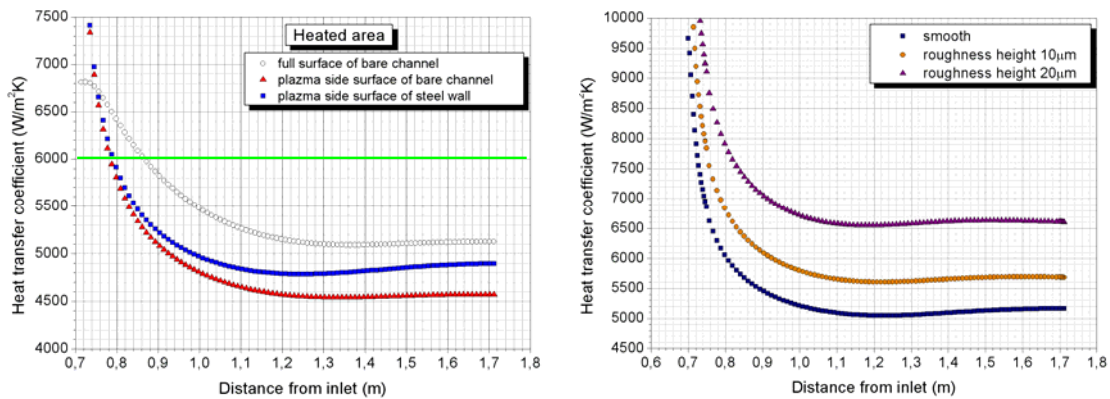 Heated area
full surface of bare channel
plazma side surface of bare channel
plazma side surface of steel wall
7500
7000
6500
6000
5500
5000
4500
4000
Heat transfer coefficient (W/m²K)
0,7 0,8 0,9 1,0 1,1 1,2 1,3 1,4 1,5 1,6 1,7 1,8
Distance from inlet (m)
smooth
roughness height 10μm
roughness height 20μm
10000
9500
9000
8500
8000
7500
7000
6500
6000
5500
5000
4500
Heat transfer coefficient (W/m²K)
0,6 0,7 0,8 0,9 1,0 1,1 1,2 1,3 1,4 1,5 1,6 1,7 1,8
Distance from inlet (m)